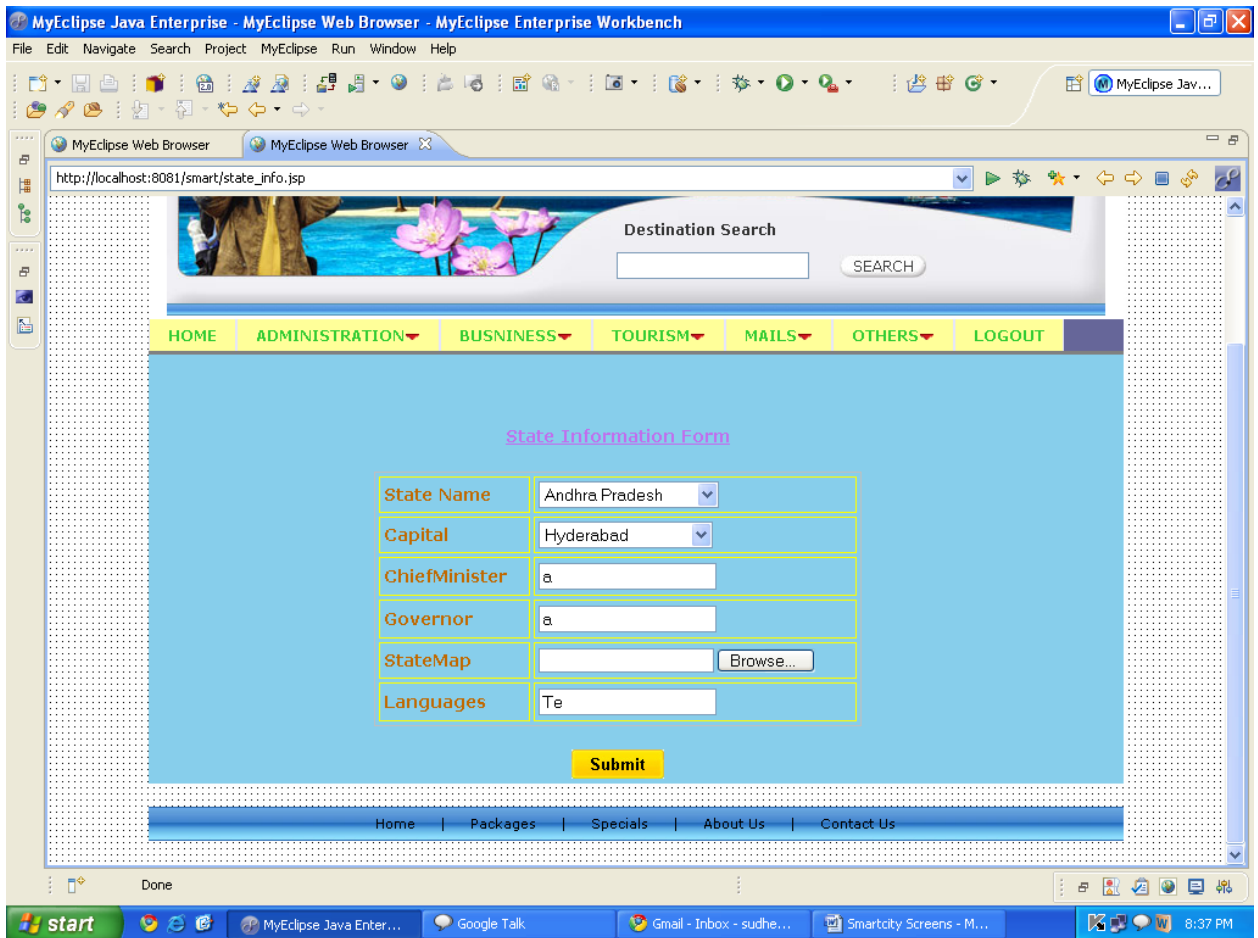 MyEclipse Java Enterprise - MyEclipse Web Browser - MyEclipse Enterprise Workbench
File Edit Navigate Search Project MyEclipse Run Window Help
2.0
MyEclipse Jav...
MyEclipse Web Browser
MyEclipse Web Browser
http://localhost:8081/smart/state_info.jsp
Destination Search
SEARCH
HOME ADMINISTRATION BUSNINESS TOURISM MAILS OTHERS LOGOUT
State Information Form
State Name Andhra Pradesh
Capital Hyderabad
ChiefMinister a
Governor a
StateMap Browse...
Languages Te
Submit
Home | Packages | Specials | About Us | Contact Us
Done
start MyEclipse Java Enter... Google Talk Gmail - Inbox - sudhe... Smartcity Screens - M... 8:37 PM